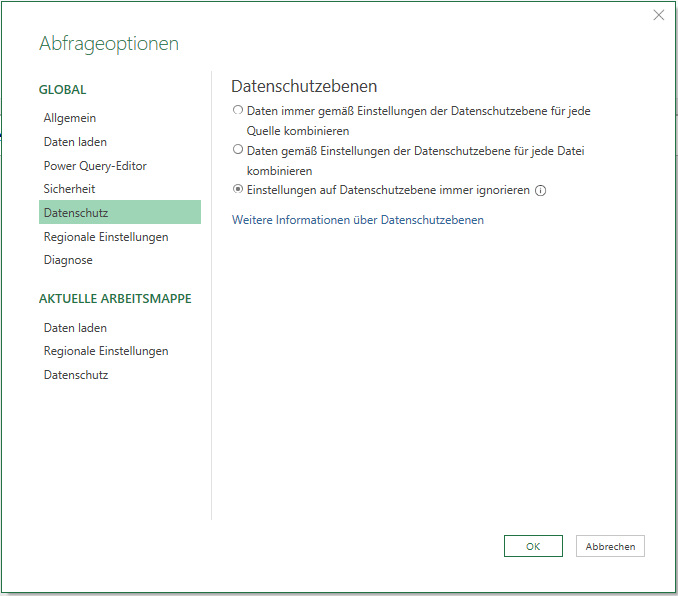 Abfrageoptionen
GLOBAL
Allgemein
Daten laden
Power Query-Editor
Sicherheit
Datenschutz
Regionale Einstellungen
Diagnose
AKTUELLE ARBEITSMAPPE
Daten laden
Regionale Einstellungen
Datenschutz
Datenschutzebenen
Daten immer gemäß Einstellungen der Datenschutzebene für jede
Quelle kombinieren
Daten gemäß Einstellungen der Datenschutzebene für jede Datei
kombinieren
Einstellungen auf Datenschutzebene immer ignorieren
Weitere Informationen über Datenschutzebenen
OK
Abbrechen